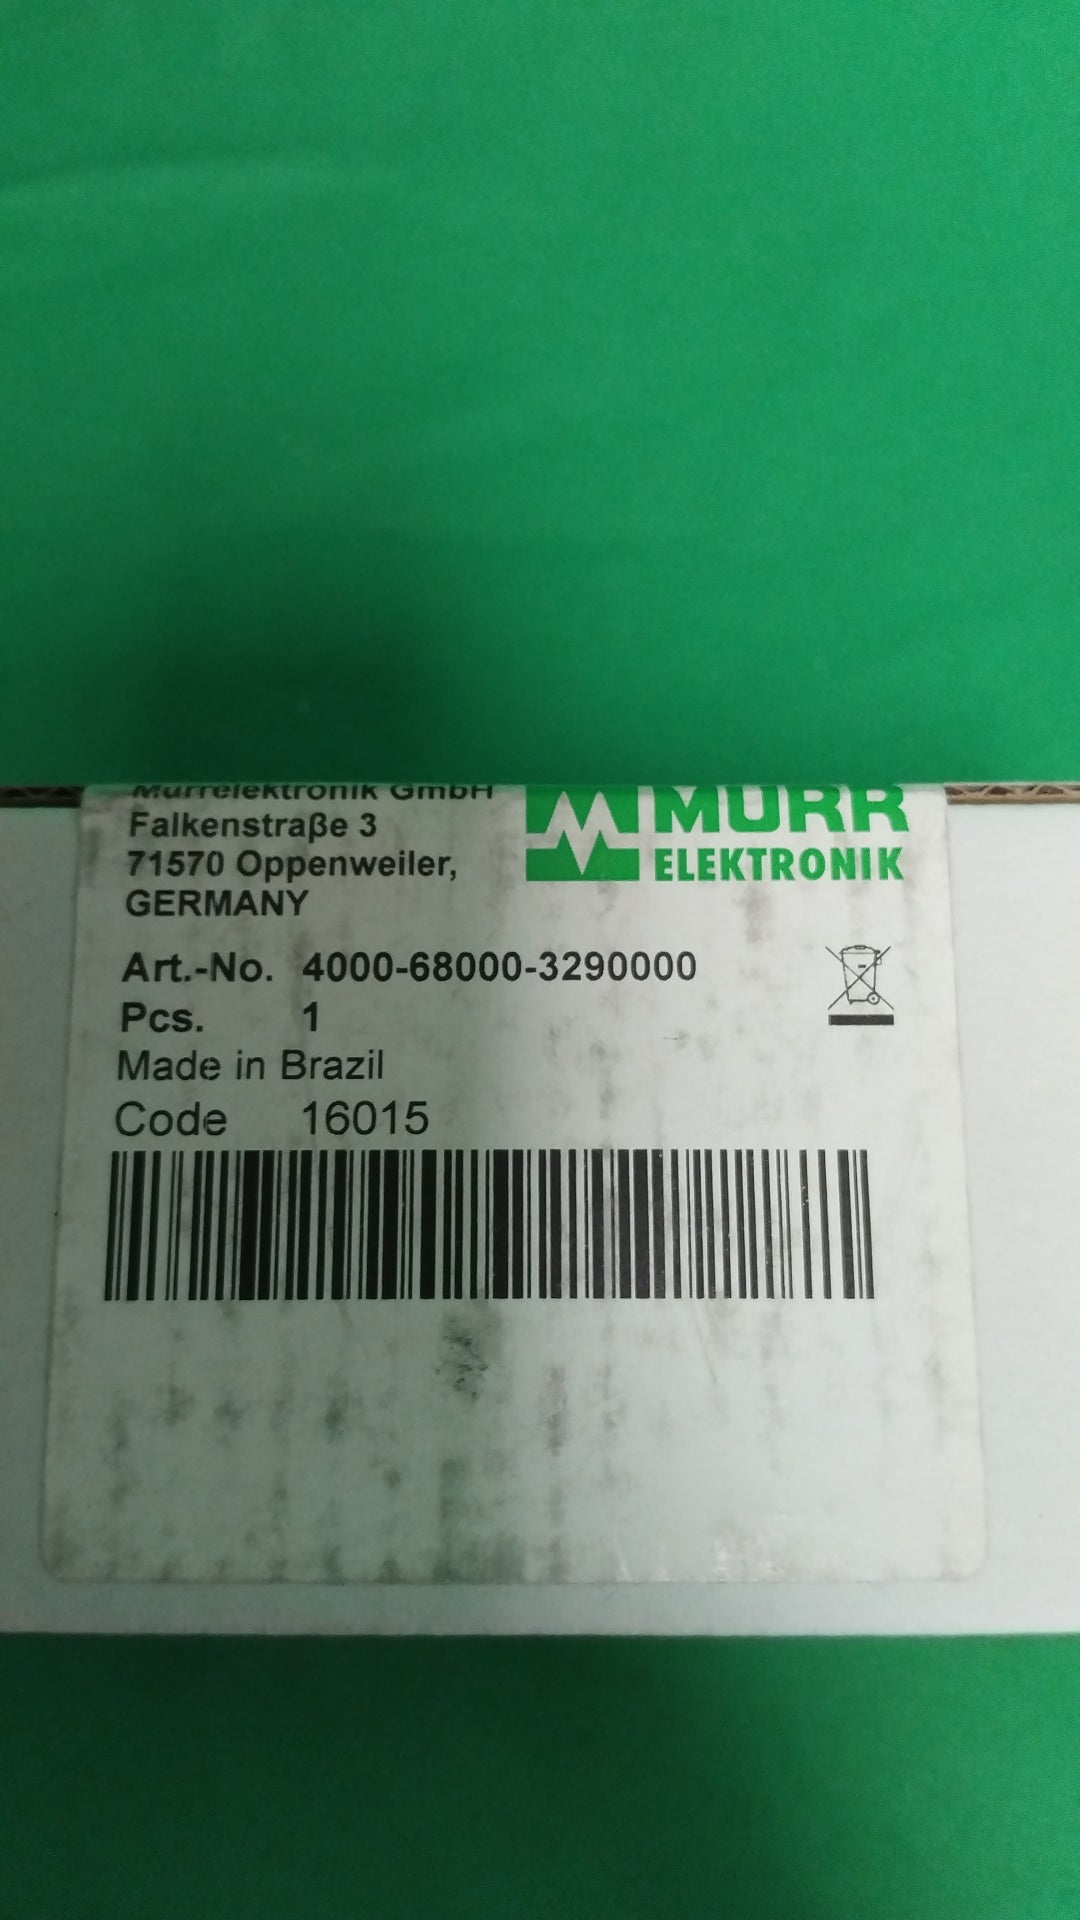 Murrelektronik GmbH
Falkenstraße 3
71570 Oppenweiler,
GERMANY
MURR
ELEKTRONIK
Art.-No. 4000-68000-3290000
Pcs. 1
Made in Brazil
Code 16015